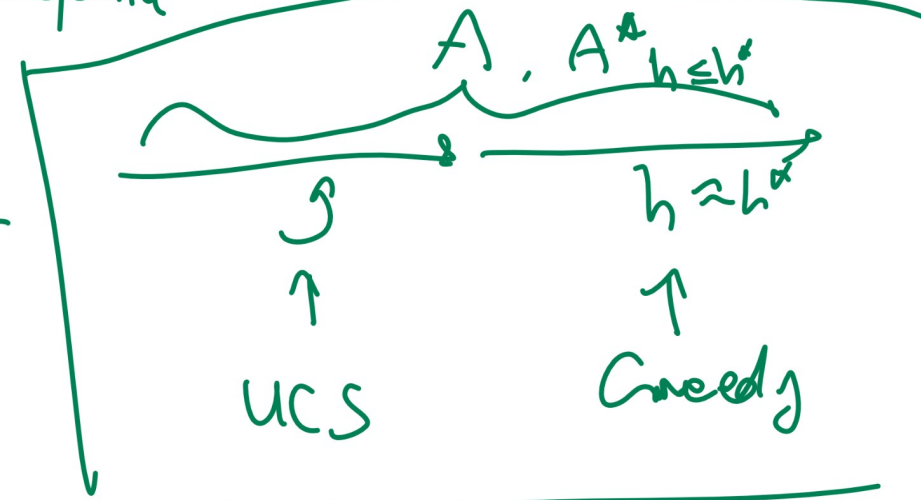 A, A* h ≤ h*
g h ≈ h*
↑ ↑
UCS Greedy